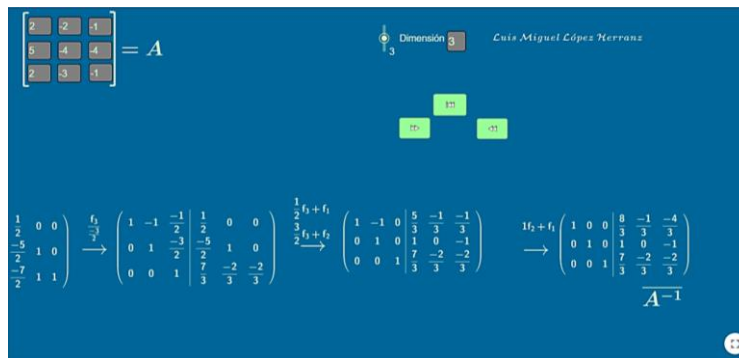 2 -2 -1
5 -4 -4 = A
2 -3 -1
3 Dimensión 3
Luis Miguel López Herranz
1/2 0 0
-5/2 1 0
-7/2 1 1
f₃/(-3/2) →
1 -1 -1/2 | 1/2 0 0
0 1 -3/2 | -5/2 1 0
0 0 1 | 7/3 -2/3 -2/3
1/2 f₃ + f₁
3/2 f₃ + f₂ →
1 -1 0 | 5/3 -1/3 -1/3
0 1 0 | 1 0 -1
0 0 1 | 7/3 -2/3 -2/3
1f₂ + f₁ →
1 0 0 | 8/3 -1/3 -4/3
0 1 0 | 1 0 -1
0 0 1 | 7/3 -2/3 -2/3
A⁻¹